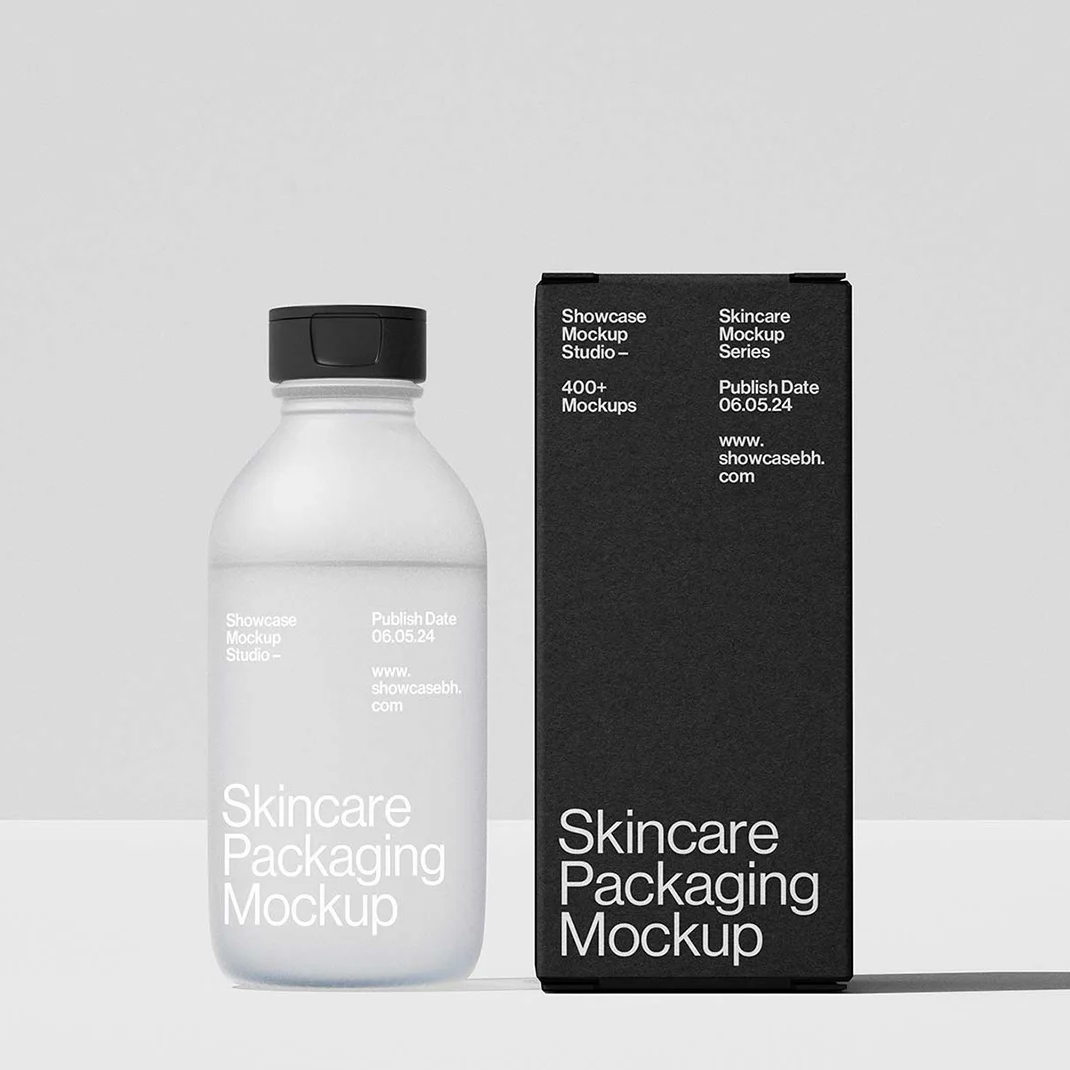 Showcase
Mockup
Studio –
Publish Date
06.05.24
www.
showcasebh.
com
Skincare
Packaging
Mockup
Showcase
Mockup
Studio –
400+
Mockups
Skincare
Mockup
Series
Publish Date
06.05.24
www.
showcasebh.
com
Skincare
Packaging
Mockup